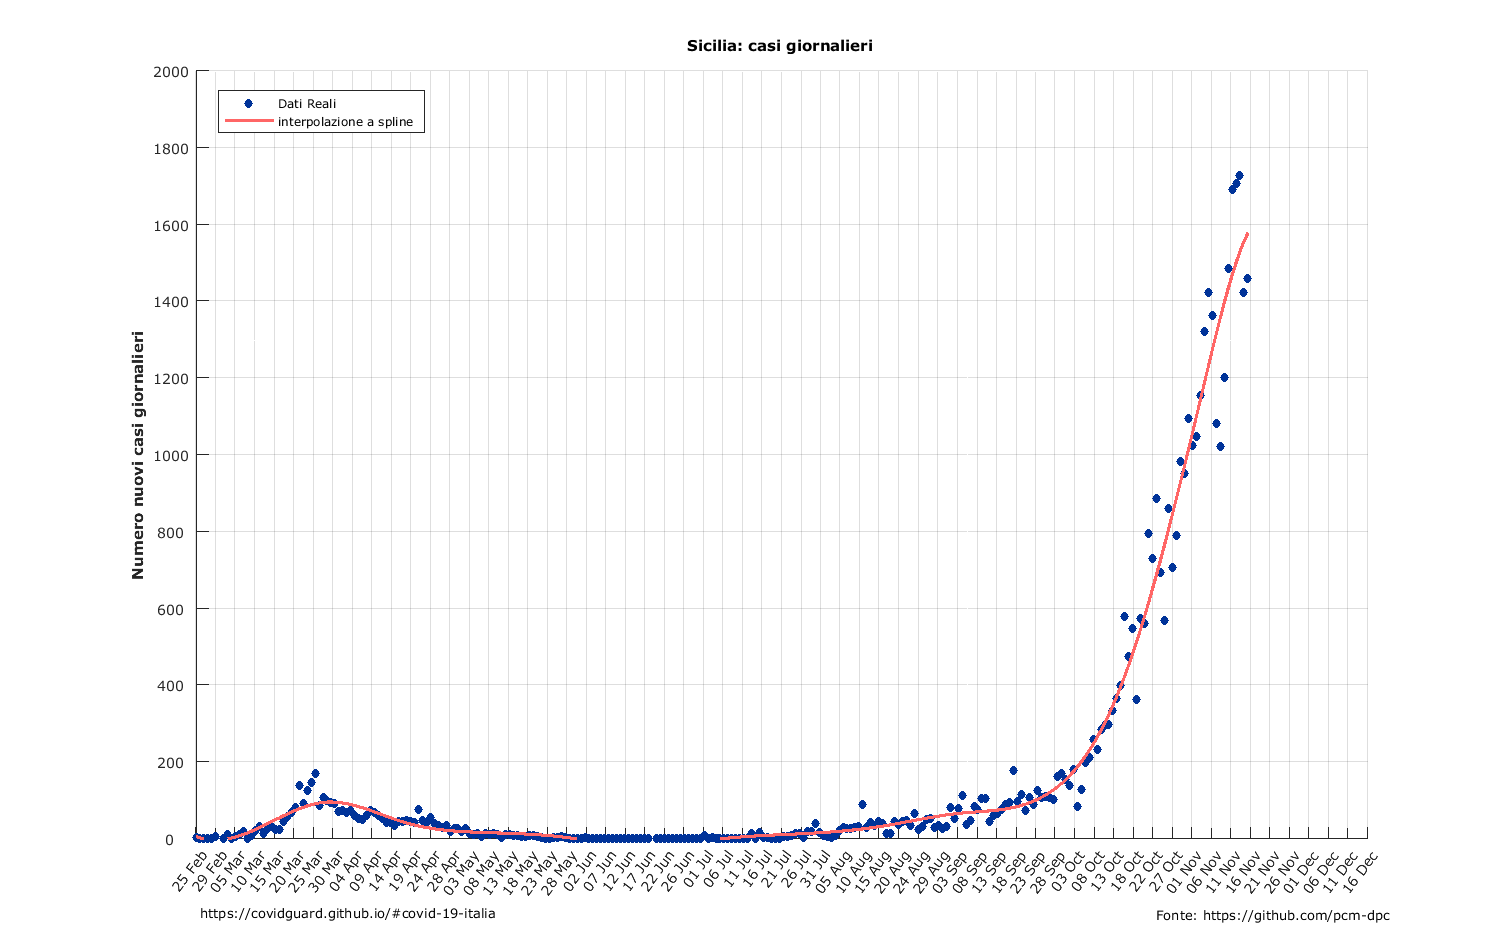 Sicilia: casi giornalieri
2000
1800
1600
1400
1200
1000
800
600
400
200
0
Dati Reali
interpolazione a spline
Numero nuovi casi giornalieri
25 Feb
29 Feb
05 Mar
10 Mar
15 Mar
20 Mar
25 Mar
30 Mar
04 Apr
09 Apr
14 Apr
19 Apr
24 Apr
28 Apr
03 May
08 May
13 May
18 May
23 May
28 May
02 Jun
07 Jun
12 Jun
17 Jun
22 Jun
26 Jun
01 Jul
06 Jul
11 Jul
16 Jul
21 Jul
26 Jul
31 Jul
05 Aug
10 Aug
15 Aug
20 Aug
24 Aug
29 Aug
03 Sep
08 Sep
13 Sep
18 Sep
23 Sep
28 Sep
03 Oct
08 Oct
13 Oct
18 Oct
22 Oct
27 Oct
01 Nov
06 Nov
11 Nov
16 Nov
21 Nov
26 Nov
01 Dec
06 Dec
11 Dec
16 Dec
https://covidguard.github.io/#covid-19-italia
Fonte: https://github.com/pcm-dpc